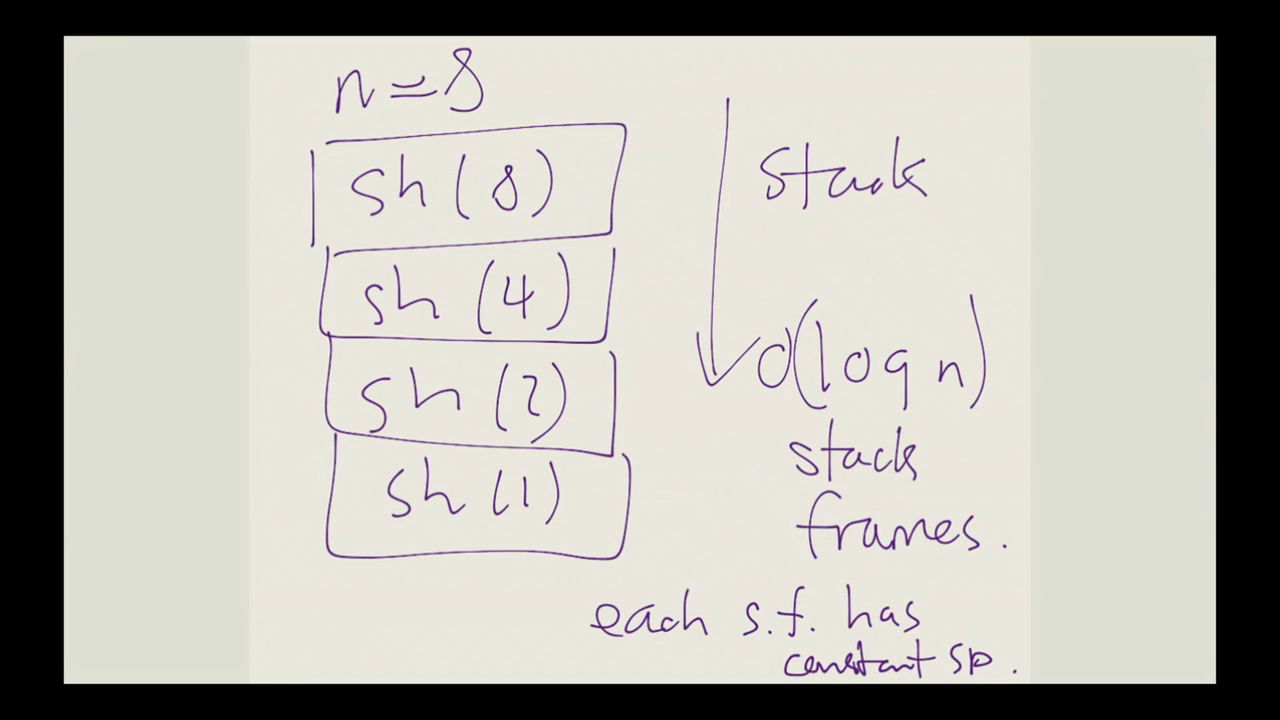 n=8
sh(8)
sh(4)
sh(2)
sh(1)
stack
O(log n)
stack
frames.
each s.f. has
constant sp.